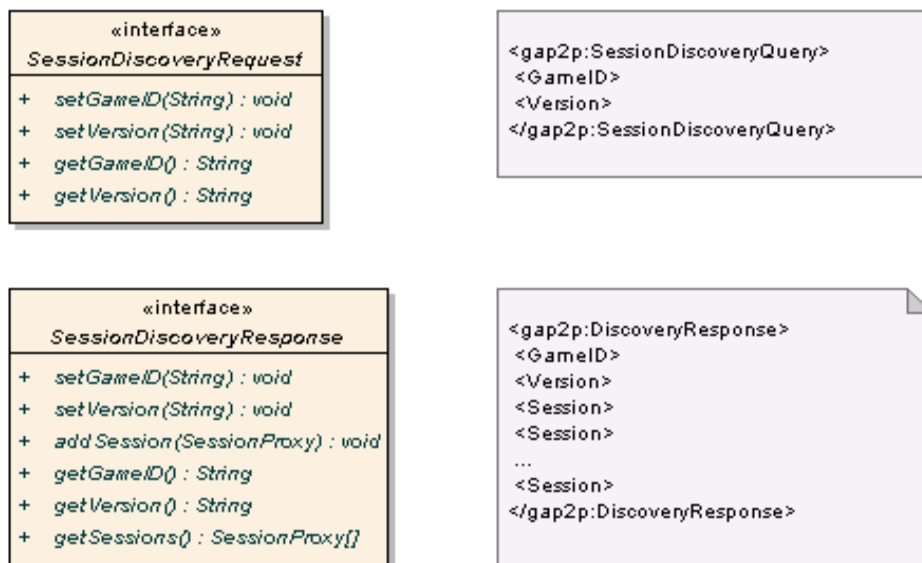 «interface»
SessionDiscoveryRequest
+ setGameID(String) : void
+ setVersion(String) : void
+ getGameID() : String
+ getVersion() : String
<gap2p:SessionDiscoveryQuery>
<GameID>
<Version>
</gap2p:SessionDiscoveryQuery>
«interface»
SessionDiscoveryResponse
+ setGameID(String) : void
+ setVersion(String) : void
+ addSession(SessionProxy) : void
+ getGameID() : String
+ getVersion() : String
+ getSessions() : SessionProxy[]
<gap2p:DiscoveryResponse>
<GameID>
<Version>
<Session>
<Session>
...
<Session>
</gap2p:DiscoveryResponse>